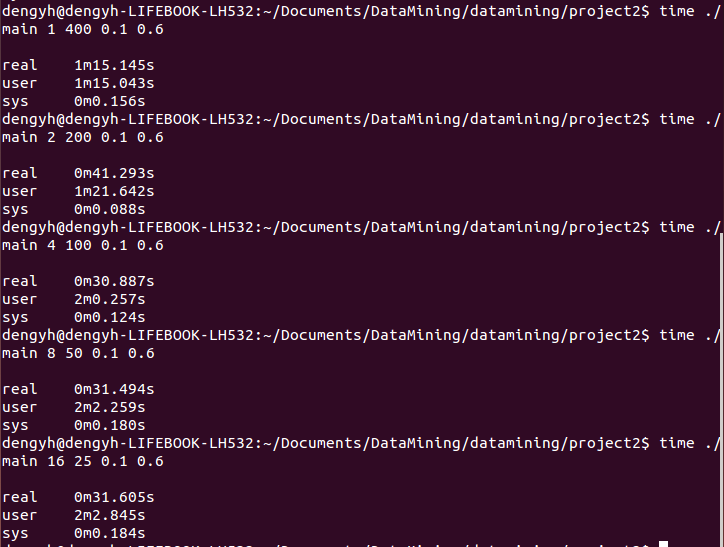 dengyh@dengyh-LIFEBOOK-LH532:~/Documents/DataMining/datamining/project2$ time ./
main 1 400 0.1 0.6

real    1m15.145s
user    1m15.043s
sys     0m0.156s
dengyh@dengyh-LIFEBOOK-LH532:~/Documents/DataMining/datamining/project2$ time ./
main 2 200 0.1 0.6

real    0m41.293s
user    1m21.642s
sys     0m0.088s
dengyh@dengyh-LIFEBOOK-LH532:~/Documents/DataMining/datamining/project2$ time ./
main 4 100 0.1 0.6

real    0m30.887s
user    2m0.257s
sys     0m0.124s
dengyh@dengyh-LIFEBOOK-LH532:~/Documents/DataMining/datamining/project2$ time ./
main 8 50 0.1 0.6

real    0m31.494s
user    2m2.259s
sys     0m0.180s
dengyh@dengyh-LIFEBOOK-LH532:~/Documents/DataMining/datamining/project2$ time ./
main 16 25 0.1 0.6

real    0m31.605s
user    2m2.845s
sys     0m0.184s